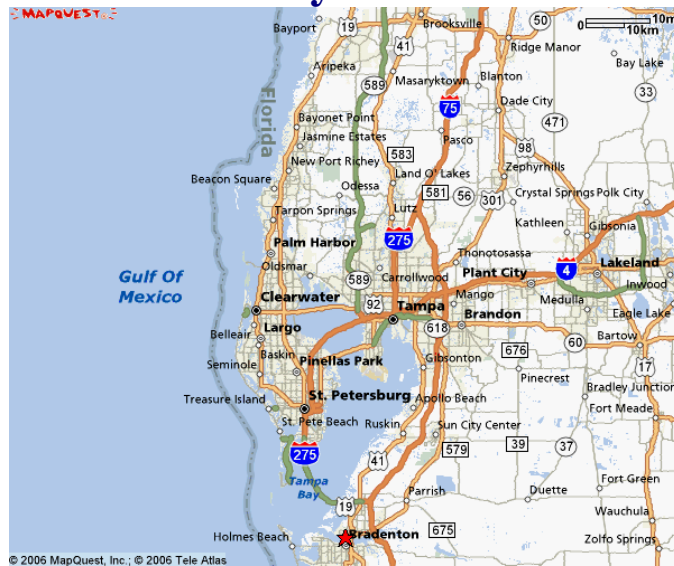 MAPQUEST
y
Brooksville
50
10m
10km
19
Bayport
41
Ridge Manor
Bay Lake
Aripeka
Masaryktown
Blanton
589
33
75
Dade City
471
Florida
Bayonet Point
Jasmine Estates
583
Pasco
98
New Port Richey
Land O' Lakes
Zephyrhills
Beacon Square
Odessa
581
56
301
Crystal Springs
Polk City
Tarpon Springs
Lutz
Kathleen
Gibsonia
Palm Harbor
275
Thonotosassa
4
Lakeland
Oldsmar
Carrollwood
Plant City
Inwood
Gulf Of
Mexico
589
92
Mango
Medulla
Clearwater
Tampa
Eagle Lake
Largo
618
Brandon
60
Belleair
Bartow
Baskin
676
17
Seminole
Pinellas Park
Gibsonton
Pinecrest
Bradley Junction
Treasure Island
St. Petersburg
Apollo Beach
Fort Meade
St. Pete Beach
Ruskin
Sun City Center
275
41
579
39
37
Tampa
Bay
Fort Green
19
Parrish
Duette
Wauchula
675
Holmes Beach
Bradenton
Zolfo Springs
© 2006 MapQuest, Inc.; © 2006 Tele Atlas